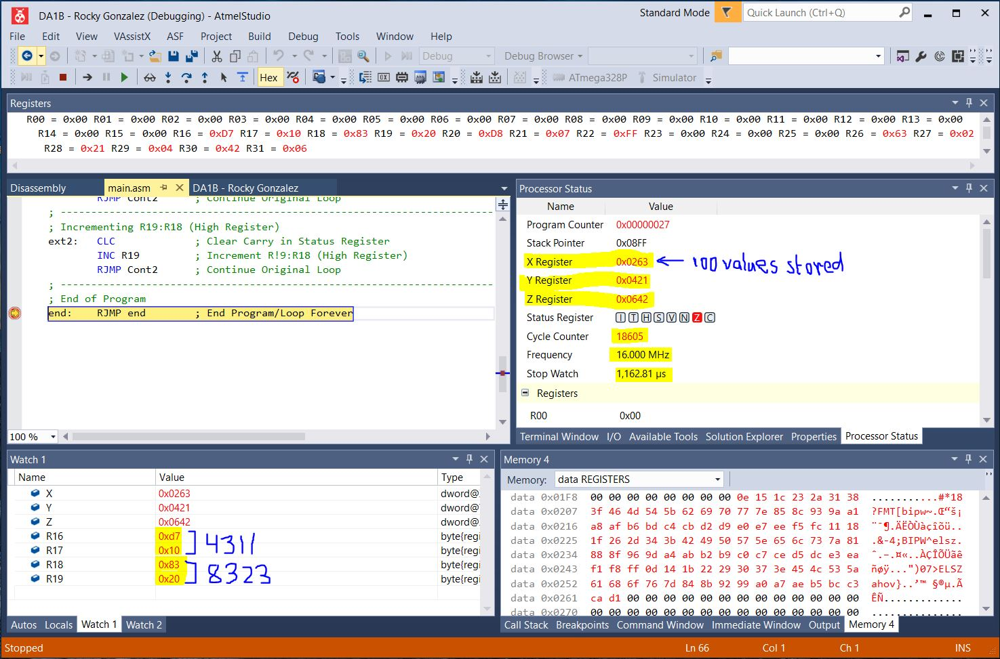 DA1B - Rocky Gonzalez (Debugging) - AtmelStudio
Standard Mode
Quick Launch (Ctrl+Q)
File Edit View VAssistX ASF Project Build Debug Tools Window Help
Debug Debug Browser
Hex ATmega328P Simulator
Registers
R00 = 0x00 R01 = 0x00 R02 = 0x00 R03 = 0x00 R04 = 0x00 R05 = 0x00 R06 = 0x00 R07 = 0x00 R08 = 0x00 R09 = 0x00 R10 = 0x00 R11 = 0x00 R12 = 0x00 R13 = 0x00
R14 = 0x00 R15 = 0x00 R16 = 0xD7 R17 = 0x10 R18 = 0x83 R19 = 0x20 R20 = 0xD8 R21 = 0x07 R22 = 0xFF R23 = 0x00 R24 = 0x00 R25 = 0x00 R26 = 0x63 R27 = 0x02
R28 = 0x21 R29 = 0x04 R30 = 0x42 R31 = 0x06
Disassembly main.asm DA1B - Rocky Gonzalez
RJMP Cont2 ; Continue Original Loop
; -----------------------------------------------------------------------
; Incrementing R19:R18 (High Register)
ext2: CLC ; Clear Carry in Status Register
INC R19 ; Increment R!9:R18 (High Register)
RJMP Cont2 ; Continue Original Loop
; -----------------------------------------------------------------------
; End of Program
end: RJMP end ; End Program/Loop Forever
100 %
Processor Status
Name Value
Program Counter 0x00000027
Stack Pointer 0x08FF
X Register 0x0263 100 values stored
Y Register 0x0421
Z Register 0x0642
Status Register I T H S V N Z C
Cycle Counter 18605
Frequency 16.000 MHz
Stop Watch 1,162.81 µs
Registers
R00 0x00
Terminal Window I/O Available Tools Solution Explorer Properties Processor Status
Watch 1
Name Value Type
X 0x0263 dword@
Y 0x0421 dword@
Z 0x0642 dword@
R16 0xd7 byte{regi
R17 0x10 byte{regi
4311
R18 0x83 byte{regi
R19 0x20 byte{regi
8323
Autos Locals Watch 1 Watch 2
Memory 4
Memory: data REGISTERS
data 0x01F8 00 00 00 00 00 00 00 00 0e 15 1c 23 2a 31 38 ...........#*18
data 0x0207 3f 46 4d 54 5b 62 69 70 77 7e 85 8c 93 9a a1 ?FMT[bipw~.Œ“š¡
data 0x0216 a8 af b6 bd c4 cb d2 d9 e0 e7 ee f5 fc 11 18
data 0x0225 1f 26 2d 34 3b 42 49 50 57 5e 65 6c 73 7a 81 .&-4;BIPW^elsz.
data 0x0234 88 8f 96 9d a4 ab b2 b9 c0 c7 ce d5 dc e3 ea
data 0x0243 f1 f8 ff 0d 14 1b 22 29 30 37 3e 45 4c 53 5a ñøÿ...")07>ELSZ
data 0x0252 61 68 6f 76 7d 84 8b 92 99 a0 a7 ae b5 bc c3
data 0x0261 ca d1 00 00 00 00 00 00 00 00 00 00 00 00 00 ÊÑ.............
data 0x0270 00 00 00 00 00 00 00 00 00 00 00 00 00 00 00 ...............
Call Stack Breakpoints Command Window Immediate Window Output Memory 4
Stopped Ln 66 Col 1 Ch 1 INS